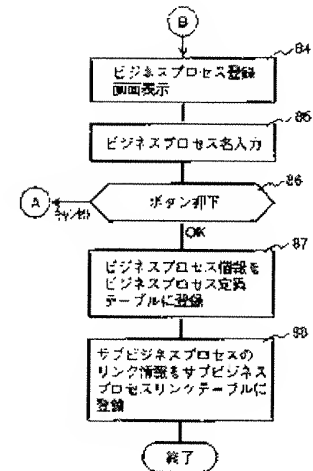 B
84
ビジネスプロセス登録
画面表示
85
ビジネスプロセス名入力
86
ボタン押下
A
キャンセル
OK
87
ビジネスプロセス情報を
ビジネスプロセス定義
テーブルに登録
88
サブビジネスプロセスの
リンク情報をサブビジネス
プロセスリンクテーブルに
登録
終了